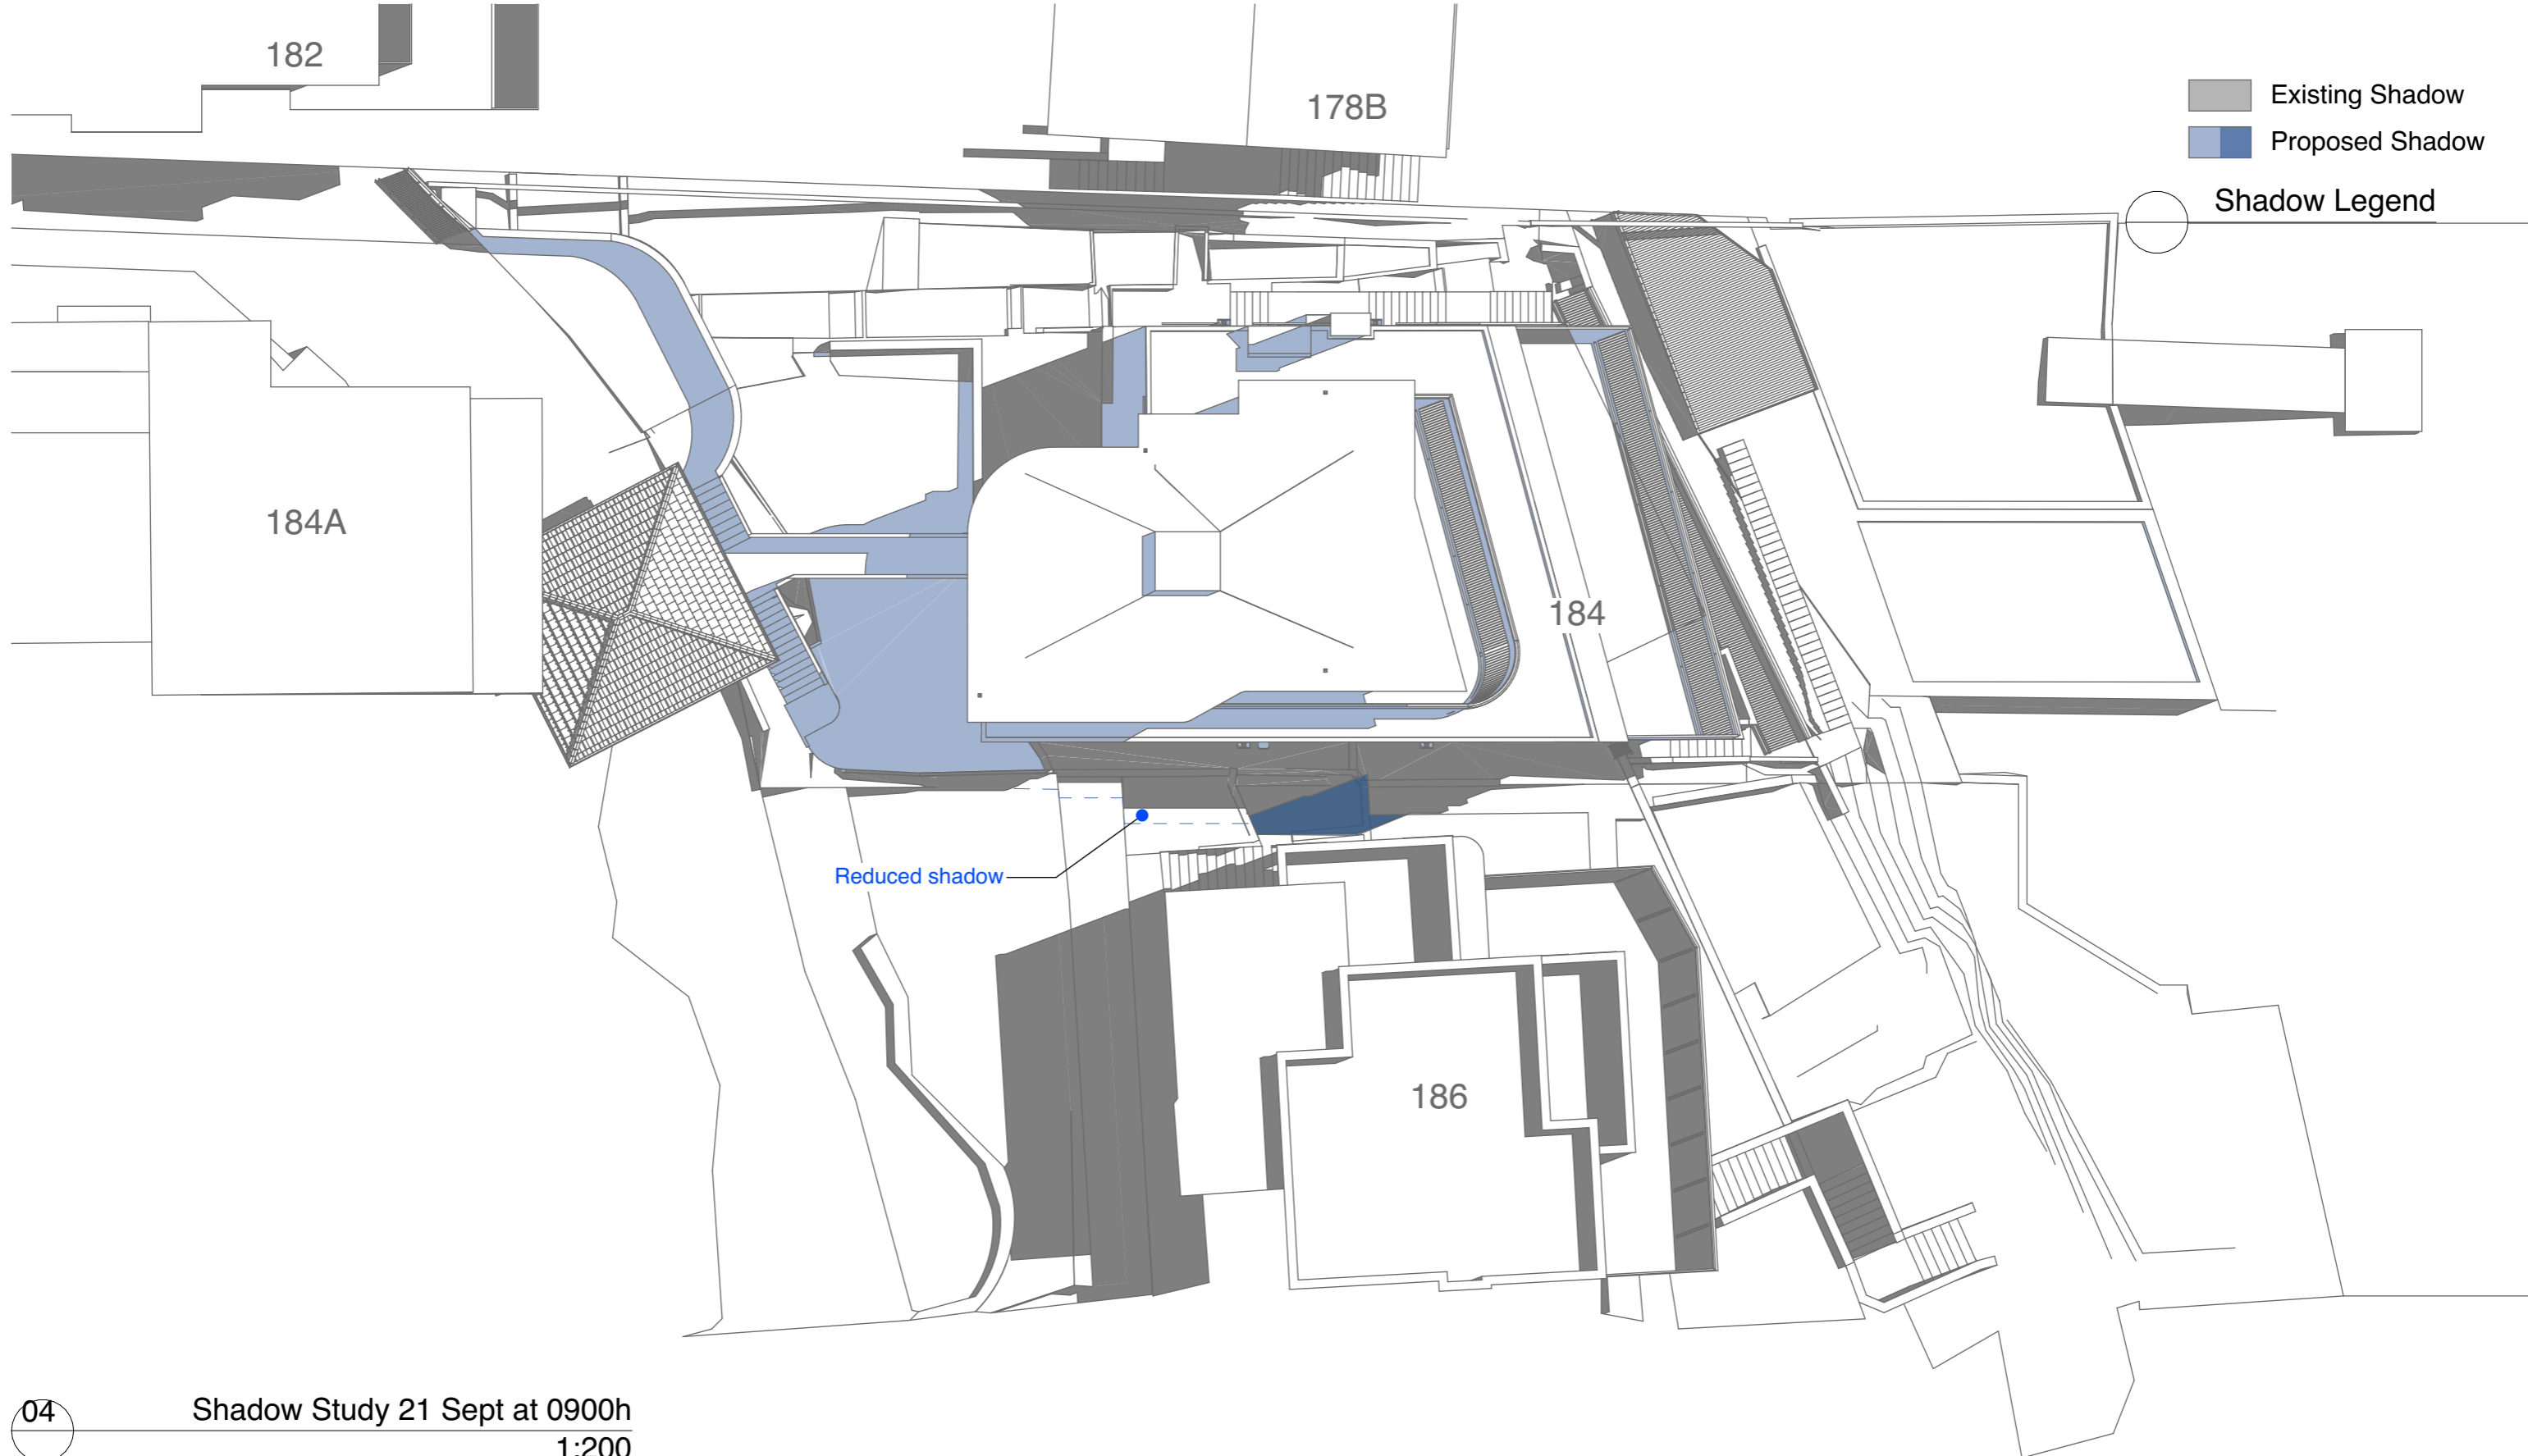 182
178B
Existing Shadow
Proposed Shadow
Shadow Legend
184A
184
Reduced shadow
186
04
Shadow Study 21 Sept at 0900h
1:200